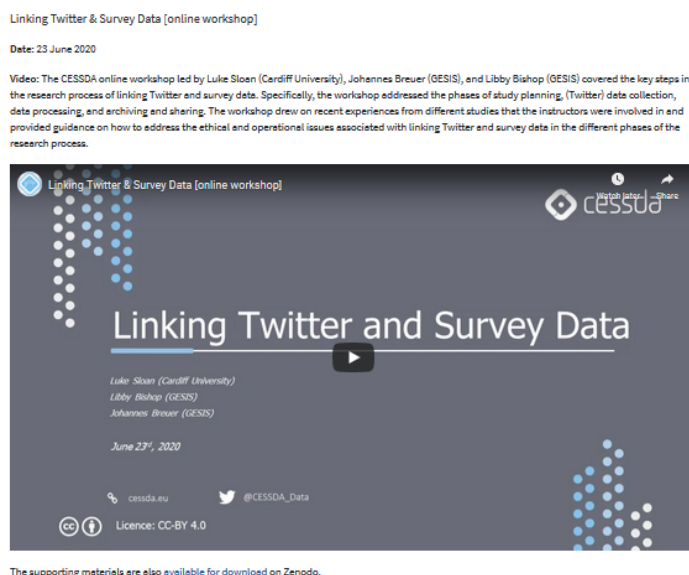 Linking Twitter & Survey Data [online workshop]
Date: 23 June 2020
Video: The CESSDA online workshop led by Luke Sloan (Cardiff University), Johannes Breuer (GESIS), and Libby Bishop (GESIS) covered the key steps in
the research process of linking Twitter and survey data. Specifically, the workshop addressed the phases of study planning, (Twitter) data collection,
data processing, and archiving and sharing. The workshop drew on recent experiences from different studies that the instructors were involved in and
provided guidance on how to address the ethical and operational issues associated with linking Twitter and survey data in the different phases of the
research process.
Linking Twitter & Survey Data [online workshop]
Watch later
Share
cessda
Linking Twitter and Survey Data
Luke Sloan (Cardiff University)
Libby Bishop (GESIS)
Johannes Breuer (GESIS)
June 23rd, 2020
cessda.eu
@CESSDA_Data
cc
Licence: CC-BY 4.0
The supporting materials are also available for download on Zenodo.